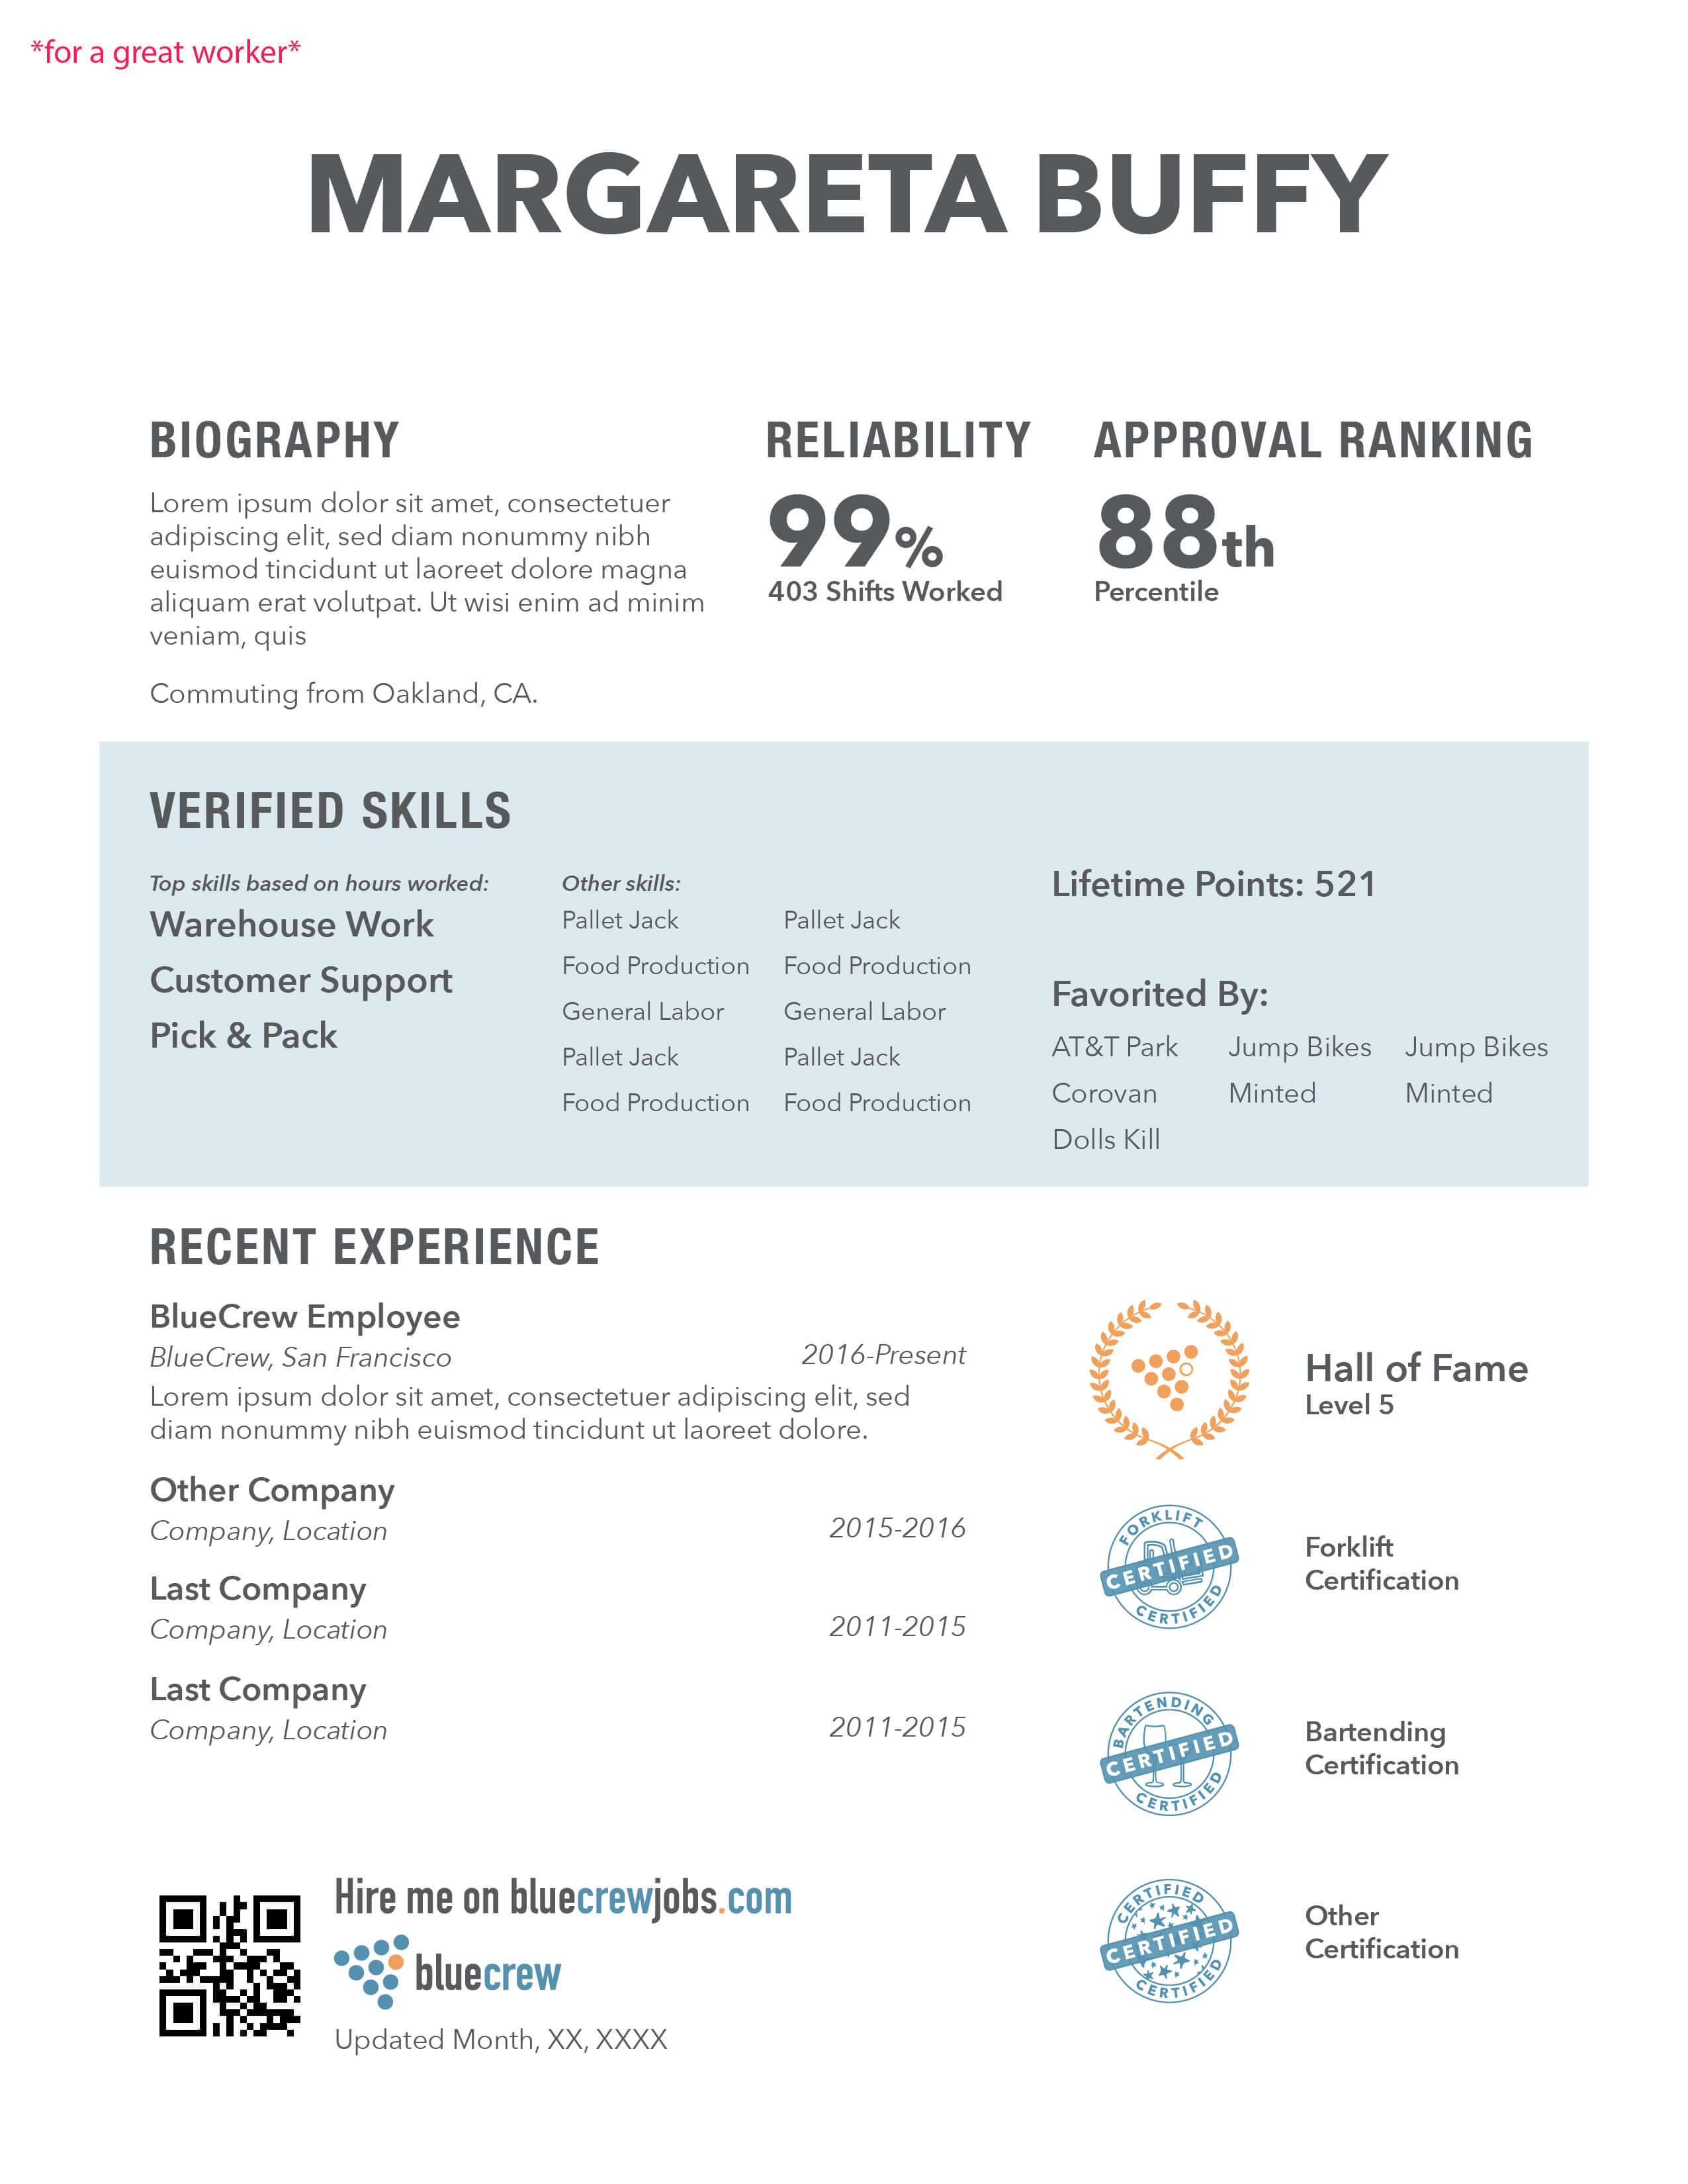 *for a great worker*
MARGARETA BUFFY
BIOGRAPHY
Lorem ipsum dolor sit amet, consectetuer
adipiscing elit, sed diam nonummy nibh
euismod tincidunt ut laoreet dolore magna
aliquam erat volutpat. Ut wisi enim ad minim
veniam, quis
Commuting from Oakland, CA.
RELIABILITY
99%
403 Shifts Worked
APPROVAL RANKING
88th
Percentile
VERIFIED SKILLS
Top skills based on hours worked:
Warehouse Work
Customer Support
Pick & Pack
Other skills:
Pallet Jack
Food Production
General Labor
Pallet Jack
Food Production
Pallet Jack
Food Production
General Labor
Pallet Jack
Food Production
Lifetime Points: 521
Favorited By:
AT&T Park
Corovan
Dolls Kill
Jump Bikes
Minted
Jump Bikes
Minted
RECENT EXPERIENCE
BlueCrew Employee
BlueCrew, San Francisco
2016-Present
Lorem ipsum dolor sit amet, consectetuer adipiscing elit, sed
diam nonummy nibh euismod tincidunt ut laoreet dolore.
Other Company
Company, Location
2015-2016
Last Company
Company, Location
2011-2015
Last Company
Company, Location
2011-2015
Hall of Fame
Level 5
FORKLIFT
CERTIFIED
CERTIFIED
Forklift
Certification
BARTENDING
CERTIFIED
CERTIFIED
Bartending
Certification
CERTIFIED
CERTIFIED
CERTIFIED
Other
Certification
Hire me on bluecrewjobs.com
bluecrew
Updated Month, XX, XXXX